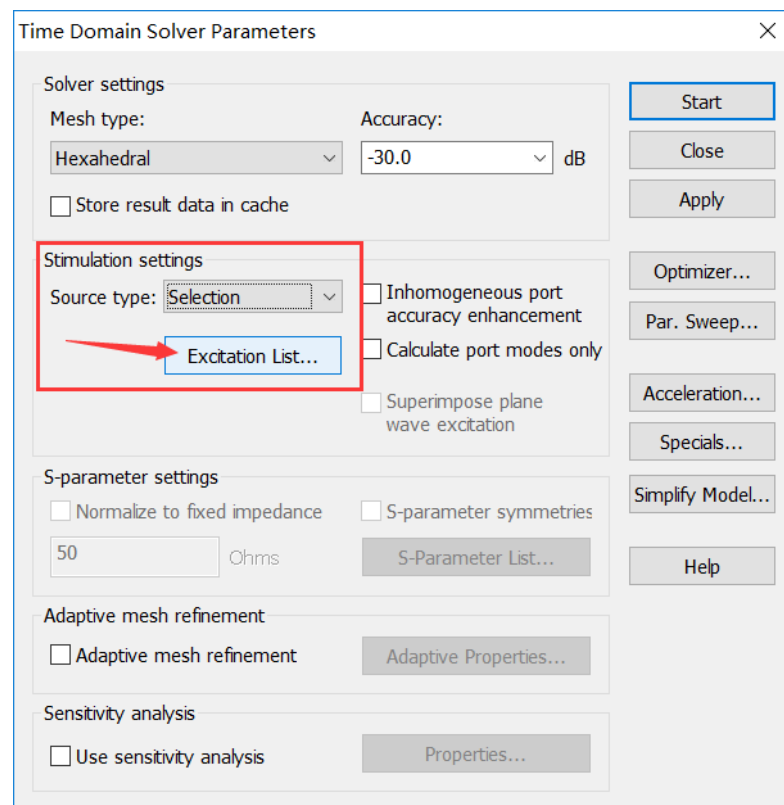 Time Domain Solver Parameters
Solver settings
Mesh type:
Accuracy:
Hexahedral
-30.0
dB
Store result data in cache
Stimulation settings
Source type:
Selection
Inhomogeneous port
accuracy enhancement
Excitation List...
Calculate port modes only
Superimpose plane
wave excitation
S-parameter settings
Normalize to fixed impedance
S-parameter symmetries
50
Ohms
S-Parameter List...
Adaptive mesh refinement
Adaptive mesh refinement
Adaptive Properties...
Sensitivity analysis
Use sensitivity analysis
Properties...
Start
Close
Apply
Optimizer...
Par. Sweep...
Acceleration...
Specials...
Simplify Model...
Help